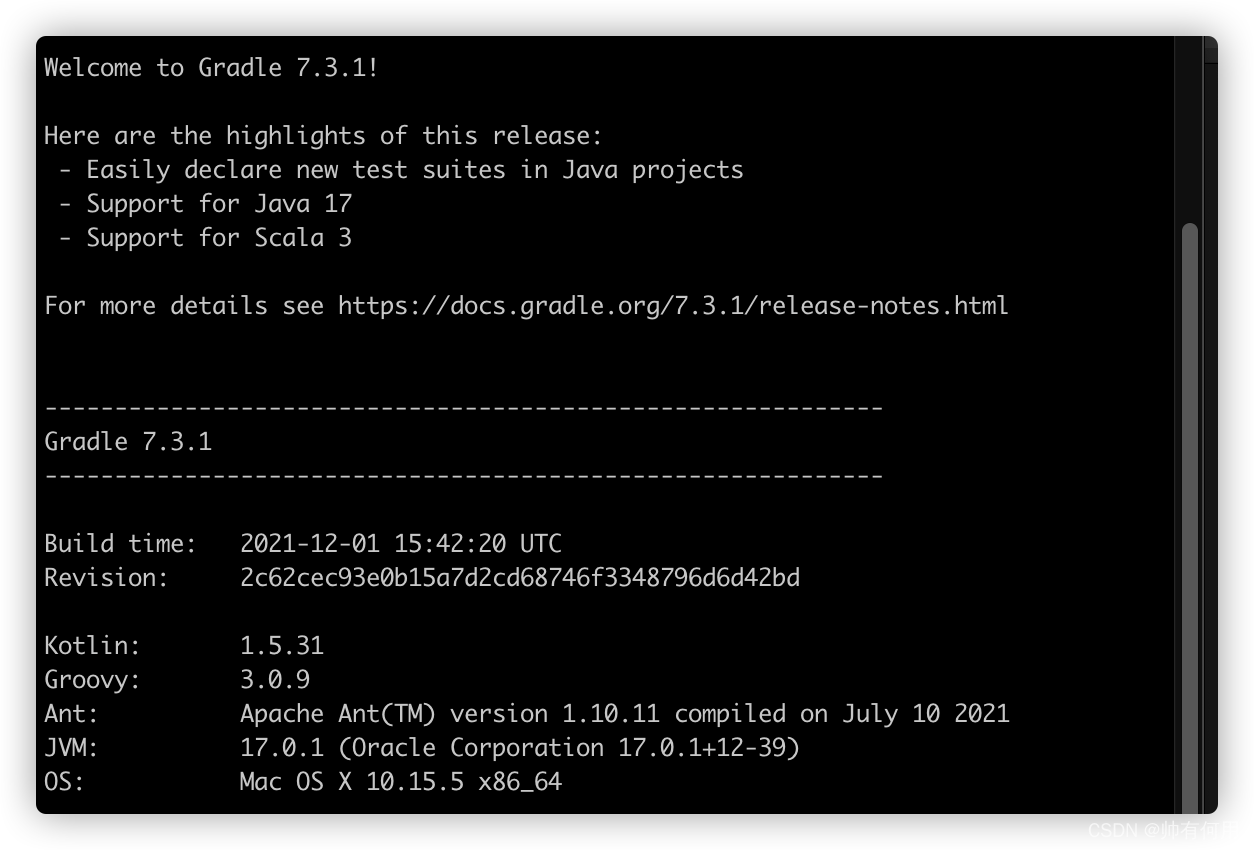 Welcome to Gradle 7.3.1!
Here are the highlights of this release:
- Easily declare new test suites in Java projects
- Support for Java 17
- Support for Scala 3
For more details see https://docs.gradle.org/7.3.1/release-notes.html
------------------------------------------------------------
Gradle 7.3.1
------------------------------------------------------------
Build time:   2021-12-01 15:42:20 UTC
Revision:     2c62cec93e0b15a7d2cd68746f3348796d6d42bd
Kotlin:       1.5.31
Groovy:       3.0.9
Ant:          Apache Ant(TM) version 1.10.11 compiled on July 10 2021
JVM:          17.0.1 (Oracle Corporation 17.0.1+12-39)
OS:           Mac OS X 10.15.5 x86_64
CSDN @帅有何用